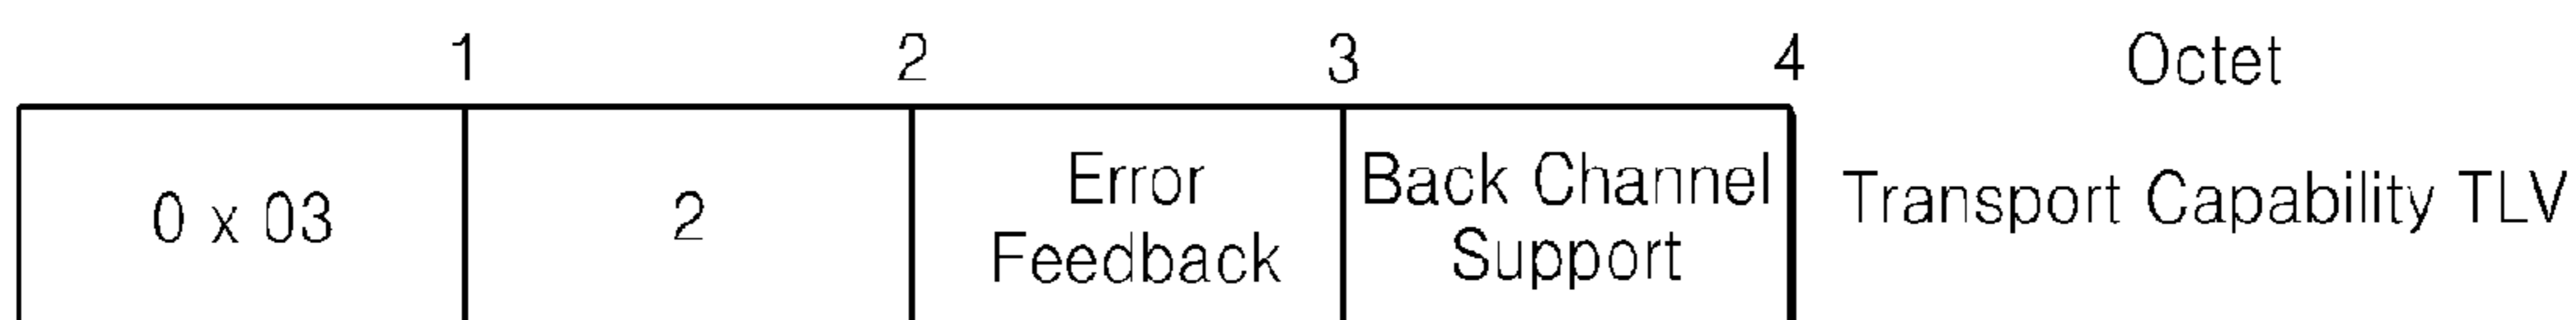 1 2 3 4 Octet
0 x 03 2 Error Feedback Back Channel Support Transport Capability TLV